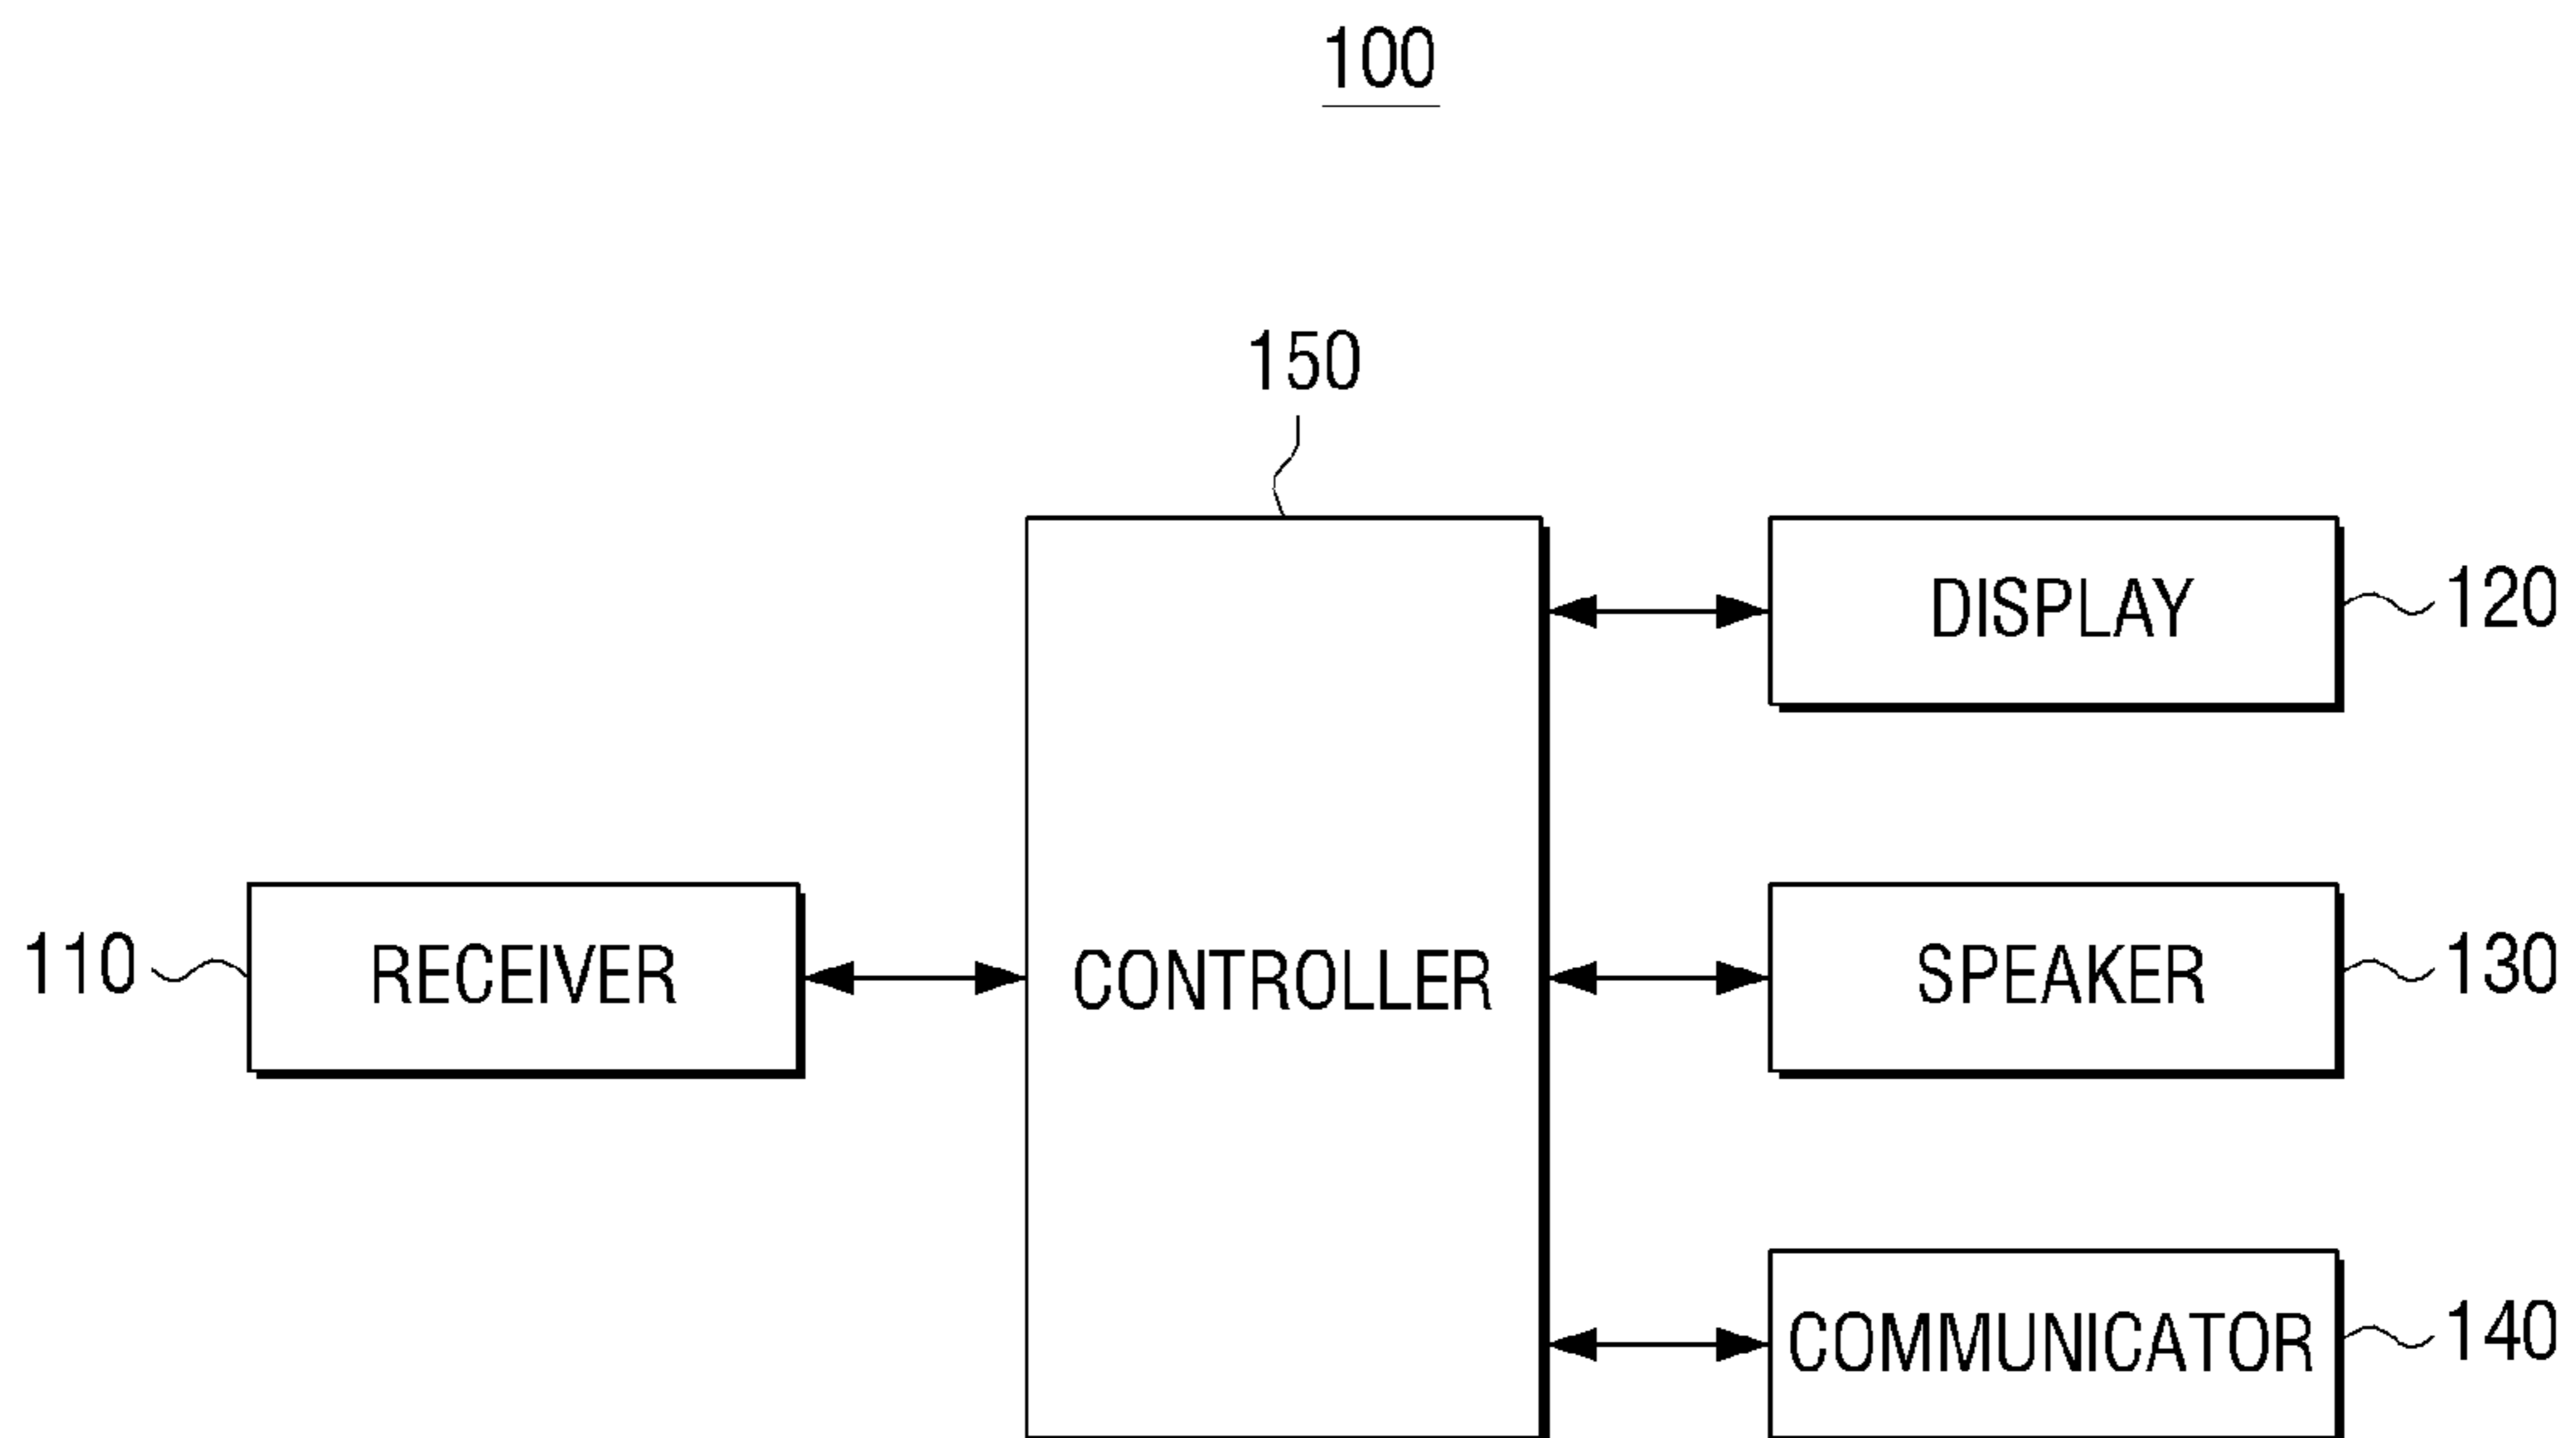 100
150
DISPLAY 120
110 RECEIVER CONTROLLER SPEAKER 130
COMMUNICATOR 140